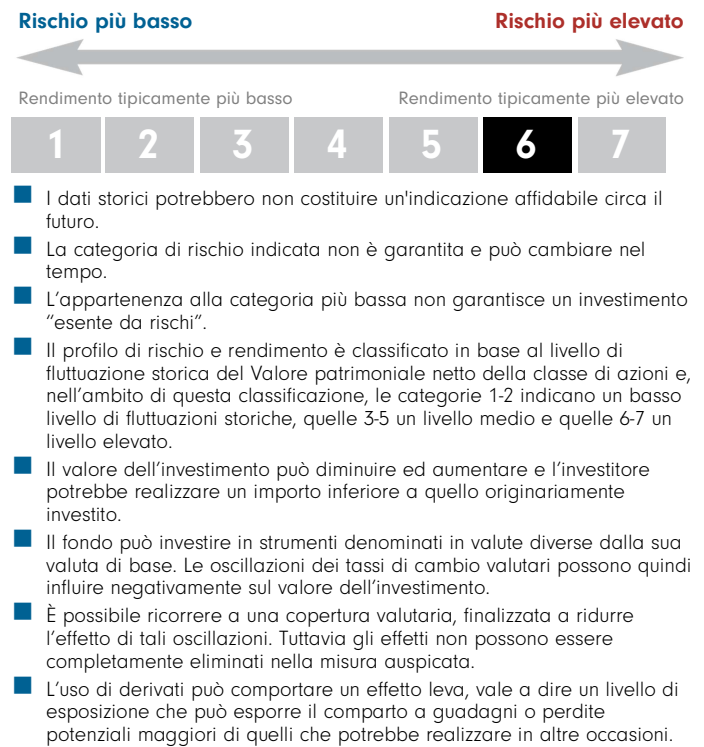 Rischio più basso Rischio più elevato
Rendimento tipicamente più basso Rendimento tipicamente più elevato
1 2 3 4 5 6 7
I dati storici potrebbero non costituire un'indicazione affidabile circa il
futuro.
La categoria di rischio indicata non è garantita e può cambiare nel
tempo.
L’appartenenza alla categoria più bassa non garantisce un investimento
“esente da rischi”.
Il profilo di rischio e rendimento è classificato in base al livello di
fluttuazione storica del Valore patrimoniale netto della classe di azioni e,
nell’ambito di questa classificazione, le categorie 1-2 indicano un basso
livello di fluttuazioni storiche, quelle 3-5 un livello medio e quelle 6-7 un
livello elevato.
Il valore dell’investimento può diminuire ed aumentare e l’investitore
potrebbe realizzare un importo inferiore a quello originariamente
investito.
Il fondo può investire in strumenti denominati in valute diverse dalla sua
valuta di base. Le oscillazioni dei tassi di cambio valutari possono quindi
influire negativamente sul valore dell’investimento.
È possibile ricorrere a una copertura valutaria, finalizzata a ridurre
l’effetto di tali oscillazioni. Tuttavia gli effetti non possono essere
completamente eliminati nella misura auspicata.
L’uso di derivati può comportare un effetto leva, vale a dire un livello di
esposizione che può esporre il comparto a guadagni o perdite
potenziali maggiori di quelli che potrebbe realizzare in altre occasioni.